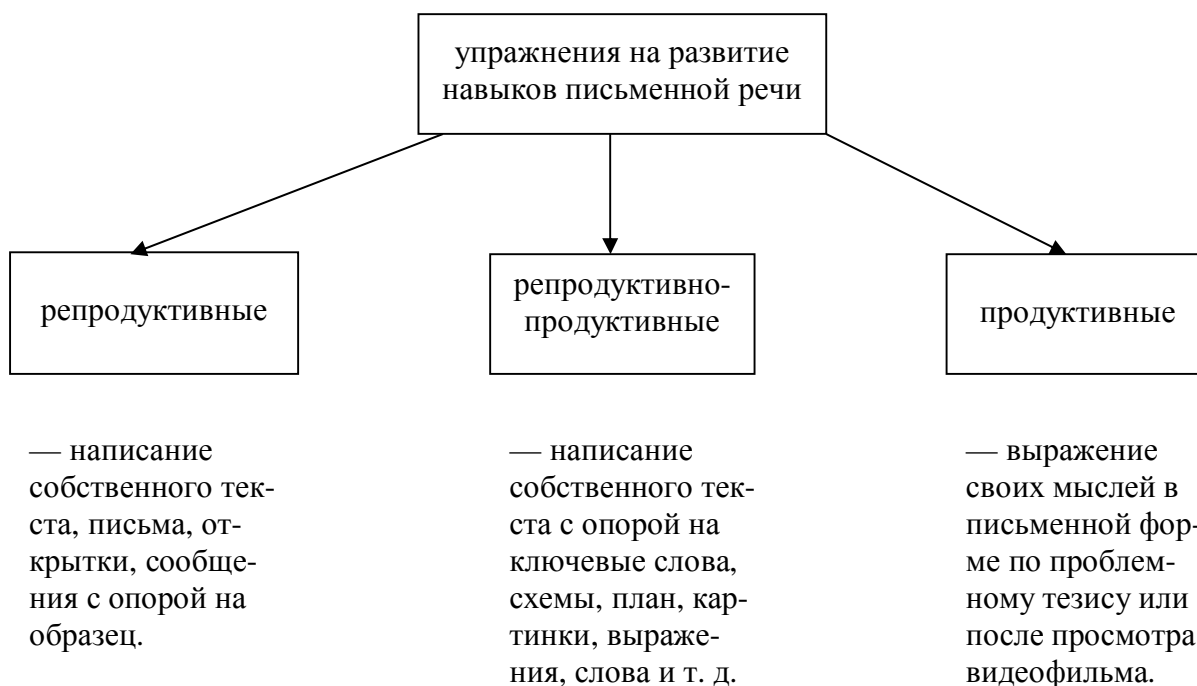 упражнения на развитие
навыков письменной речи
репродуктивные
репродуктивно-
продуктивные
продуктивные
— написание
собственного тек-
ста, письма, от-
крытки, сообще-
ния с опорой на
образец.
— написание
собственного тек-
ста с опорой на
ключевые слова,
схемы, план, кар-
тинки, выраже-
ния, слова и т. д.
— выражение
своих мыслей в
письменной фор-
ме по проблем-
ному тезису или
после просмотра
видеофильма.